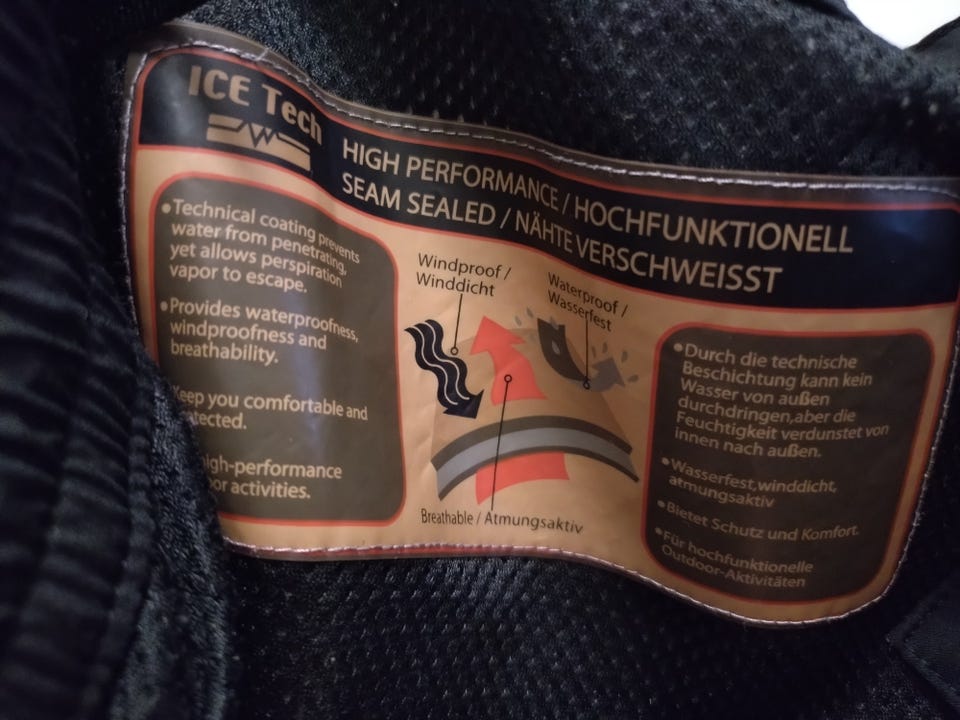 ICE Tech
HIGH PERFORMANCE / HOCHFUNKTIONELL
SEAM SEALED / NÄHTE VERSCHWEISST
•Technical coating prevents
water from penetrating,
yet allows perspiration
vapor to escape.
•Provides waterproofness,
windproofness and
breathability.
you comfortable and
high-performance
activities.
Windproof /
Winddicht
Waterproof /
Wasserfest
Breathable / Atmungsaktiv
•Durch die technische
Beschichtung kann kein
Wasser von außen
durchdringen,aber die
Feuchtigkeit verdunstet von
innen nach außen.
•Wasserfest,winddicht,
atmungsaktiv
•Bietet Schutz und Komfort.
•Für hochfunktionelle
Outdoor-Aktivitäten